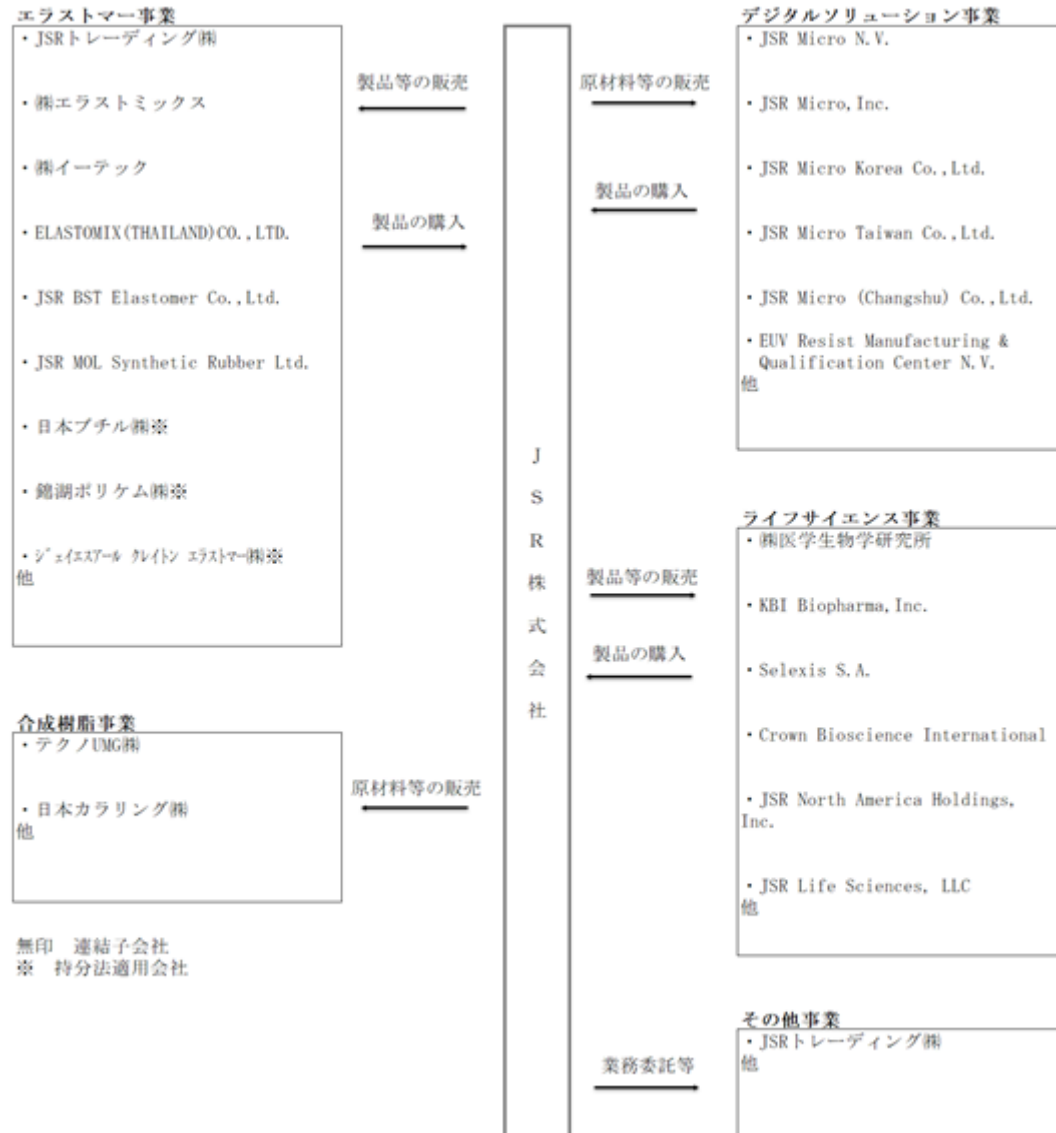 エラストマー事業
・JSRトレーディング㈱
・㈱エラストミックス
・㈱イーテック
・ELASTOMIX(THAILAND)CO.,LTD.
・JSR BST Elastomer Co.,Ltd.
・JSR MOL Synthetic Rubber Ltd.
・日本ブチル㈱※
・錦湖ポリケム㈱※
・ｼﾞｪｲｴｽｱｰﾙ ｸﾚｲﾄﾝ ｴﾗｽﾄﾏｰ㈱※
他
製品等の販売
製品の購入
合成樹脂事業
・テクノUMG㈱
・日本カラリング㈱
他
原材料等の販売
無印　連結子会社
※　持分法適用会社
J
S
R
株
式
会
社
デジタルソリューション事業
・JSR Micro N.V.
・JSR Micro,Inc.
・JSR Micro Korea Co.,Ltd.
・JSR Micro Taiwan Co.,Ltd.
・JSR Micro (Changshu) Co.,Ltd.
・EUV Resist Manufacturing &
Qualification Center N.V.
他
原材料等の販売
製品の購入
ライフサイエンス事業
・㈱医学生物学研究所
・KBI Biopharma,Inc.
・Selexis S.A.
・Crown Bioscience International
・JSR North America Holdings,
Inc.
・JSR Life Sciences, LLC
他
製品等の販売
製品の購入
その他事業
・JSRトレーディング㈱
他
業務委託等